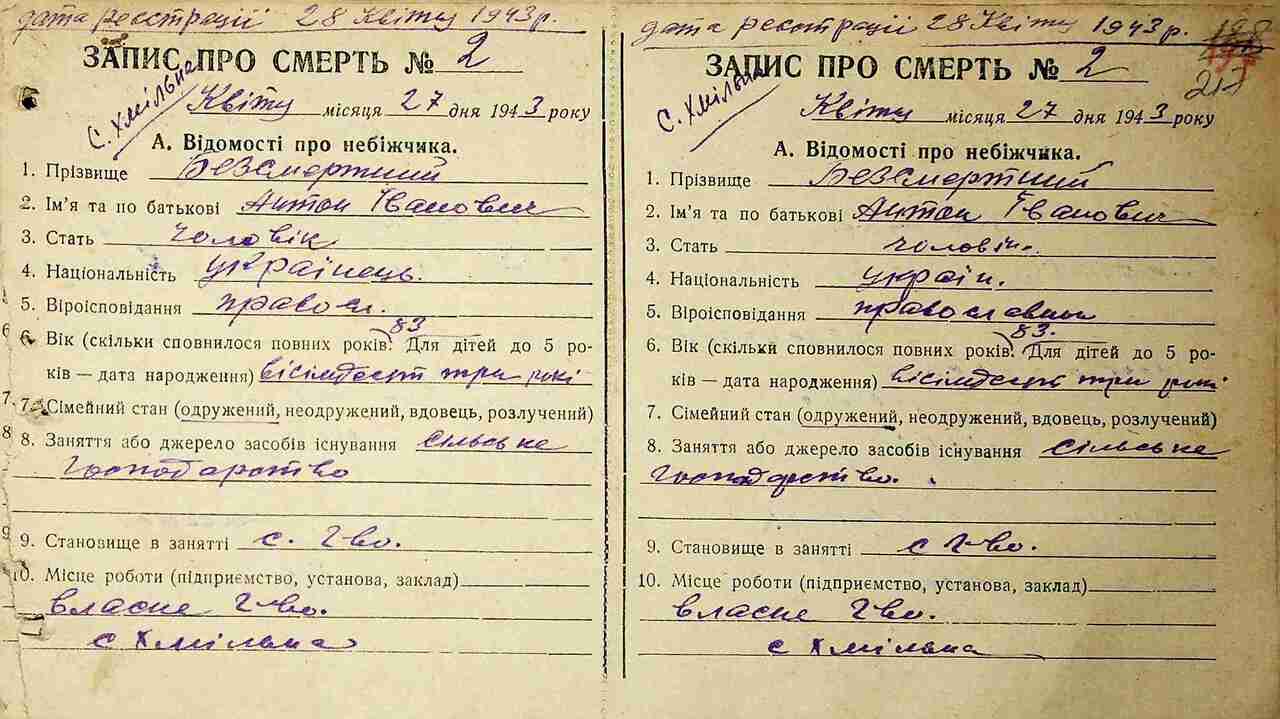 дата реєстрації 28 Квітня 1943 р.
ЗАПИС ПРО СМЕРТЬ № 2
с. Хмільна
Квітня місяця 27 дня 1943 року
А. Відомості про небіжчика.
1. Прізвище Безсмертний
2. Ім'я та по батькові Антон Іванович
3. Стать чоловік
4. Національність українець.
5. Віроісповідання правосл.
83
6. Вік (скільки сповнилося повних років. Для дітей до 5 ро-
ків — дата народження) вісімдесят три рокі
7. Сімейний стан (одружений, неодружений, вдовець, розлучений)
8. Заняття або джерело засобів існування сільське
господарство
9. Становище в занятті с. г-во.
10. Місце роботи (підприємство, установа, заклад)
власне г-во.
с Хмільна
дата реєстрації 28 Квітня 1943 р.
217
ЗАПИС ПРО СМЕРТЬ № 2
с. Хмільна
Квітня місяця 27 дня 1943 року
А. Відомості про небіжчика.
1. Прізвище Безсмертний
2. Ім'я та по батькові Антон Іванович
3. Стать чоловік.
4. Національність україн.
5. Віроісповідання православний
83.
6. Вік (скільки сповнилося повних років. Для дітей до 5 ро-
ків — дата народження) вісімдесят три рокі
7. Сімейний стан (одружений, неодружений, вдовець, розлучений)
8. Заняття або джерело засобів існування сільське
господарство.
9. Становище в занятті с г-во.
10. Місце роботи (підприємство, установа, заклад)
власне г-во.
с Хмільна